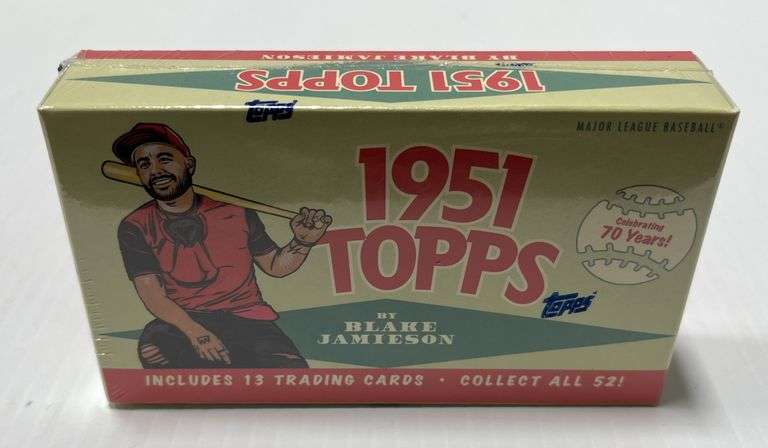 BY BLAKE JAMIESON
1951 TOPPS
Topps
MAJOR LEAGUE BASEBALL®
1951
TOPPS
Celebrating
70 Years!
Topps
BY
BLAKE
JAMIESON
INCLUDES 13 TRADING CARDS · COLLECT ALL 52!